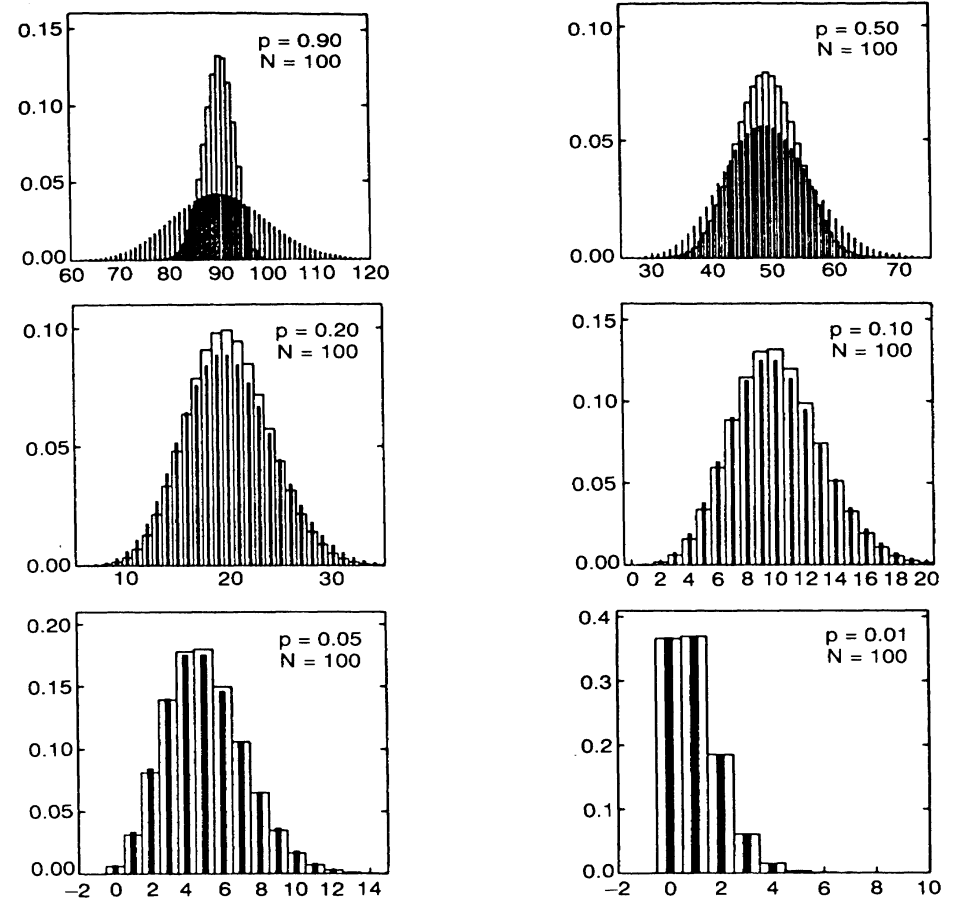 p = 0.90
N = 100
0.15
0.10
0.05
0.00
60 70 80 90 100 110 120
p = 0.50
N = 100
0.10
0.05
0.00
30 40 50 60 70
p = 0.20
N = 100
0.10
0.05
0.00
10 20 30
p = 0.10
N = 100
0.15
0.10
0.05
0.00
0 2 4 6 8 10 12 14 16 18 20
p = 0.05
N = 100
0.20
0.15
0.10
0.05
0.00
−2 0 2 4 6 8 10 12 14
p = 0.01
N = 100
0.4
0.3
0.2
0.1
0.0
−2 0 2 4 6 8 10